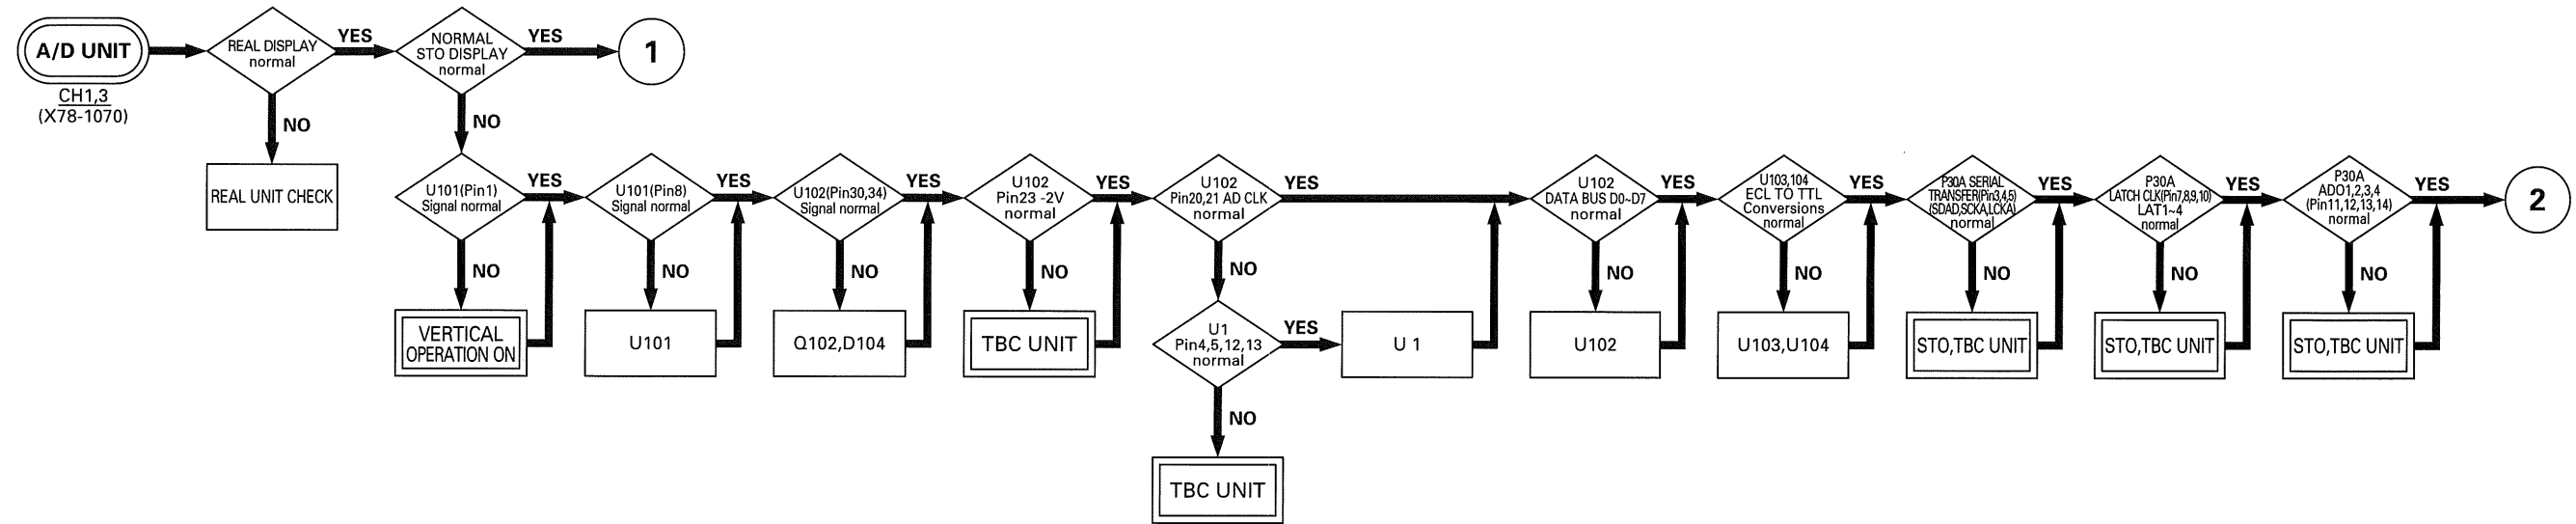 A/D UNIT
CH1,3
(X78-1070)
REAL DISPLAY
normal
YES
NO
REAL UNIT CHECK
NORMAL
STO DISPLAY
normal
YES
1
NO
U101(Pin1)
Signal normal
YES
NO
VERTICAL
OPERATION ON
U101(Pin8)
Signal normal
YES
NO
U101
U102(Pin30,34)
Signal normal
YES
NO
Q102,D104
U102
Pin23 -2V
normal
YES
NO
TBC UNIT
U102
Pin20,21 AD CLK
normal
YES
NO
U1
Pin4,5,12,13
normal
YES
U 1
NO
TBC UNIT
U102
DATA BUS D0~D7
normal
YES
NO
U102
U103,104
ECL TO TTL
Conversions
normal
YES
NO
U103,U104
P30A SERIAL
TRANSFER(Pin3,4,5)
(SDAD,SCKA,LCKA)
normal
YES
NO
STO,TBC UNIT
P30A
LATCH CLK(Pin7,8,9,10)
LAT1~4
normal
YES
NO
STO,TBC UNIT
P30A
ADO1,2,3,4
(Pin11,12,13,14)
normal
YES
2
NO
STO,TBC UNIT